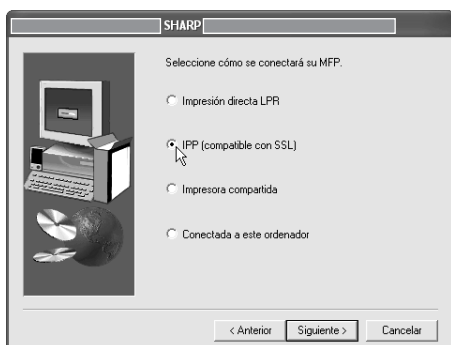 SHARP
Seleccione cómo se conectará su MFP.
Impresión directa LPR
IPP (compatible con SSL)
Impresora compartida
Conectada a este ordenador
< Anterior
Siguiente >
Cancelar